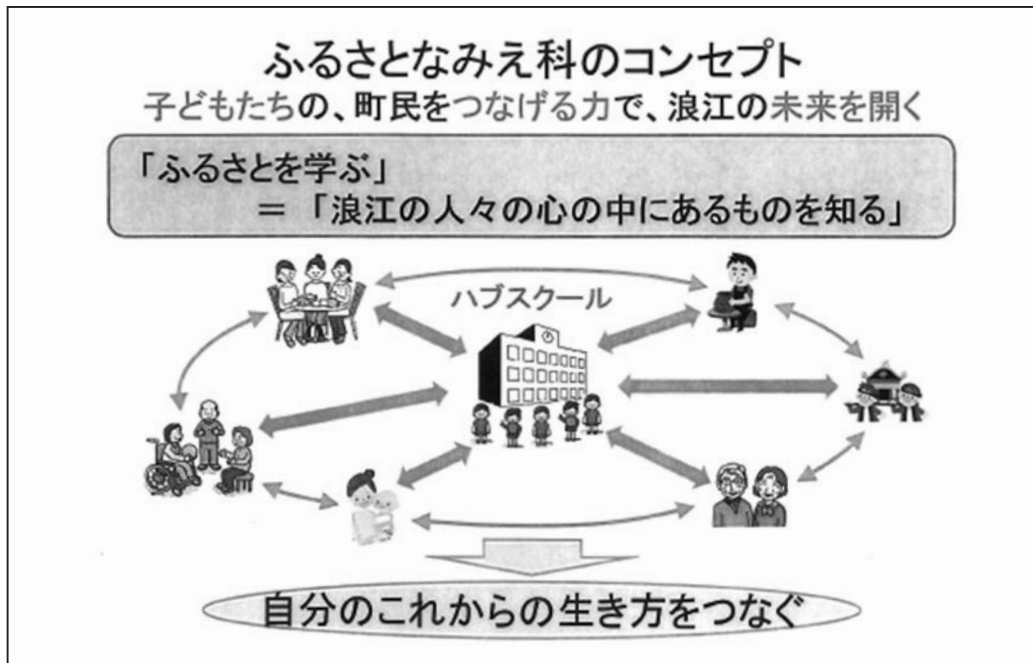 ふるさとなみえ科のコンセプト
子どもたちの、町民をつなげる力で、浪江の未来を開く
「ふるさとを学ぶ」
＝「浪江の人々の心の中にあるものを知る」
ハブスクール
自分のこれからの生き方をつなぐ